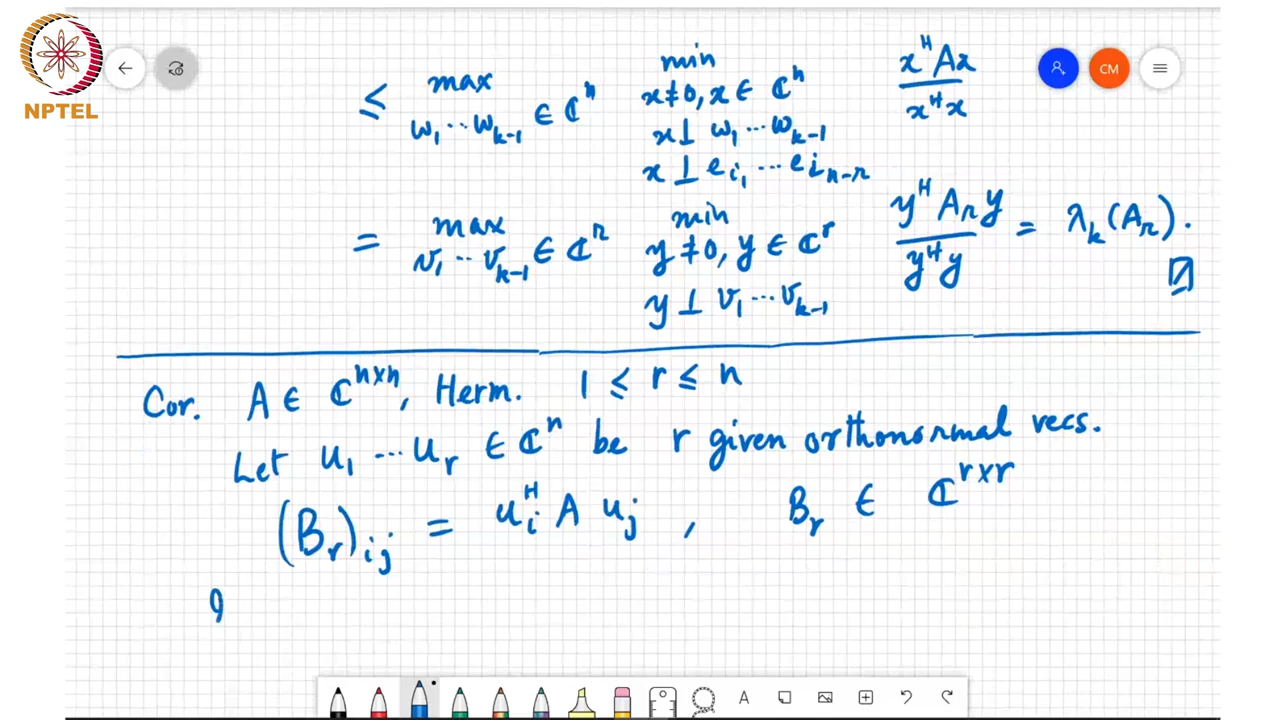 NPTEL
CM
≤ max min x^H A x / x^H x
w_1 ... w_{k-1} ∈ ℂ^n x ≠ 0, x ∈ ℂ^n
x ⊥ w_1 ... w_{k-1}
x ⊥ e_{i_1} ... e_{i_{n-r}}
= max min y^H A_r y / y^H y = λ_k(A_r).
v_1 ... v_{k-1} ∈ ℂ^r y ≠ 0, y ∈ ℂ^r
y ⊥ v_1 ... v_{k-1}
Cor. A ∈ ℂ^{n×n}, Herm. 1 ≤ r ≤ n
Let u_1 ... u_r ∈ ℂ^n be r given orthonormal vecs.
(B_r)_{ij} = u_i^H A u_j , B_r ∈ ℂ^{r×r}
A